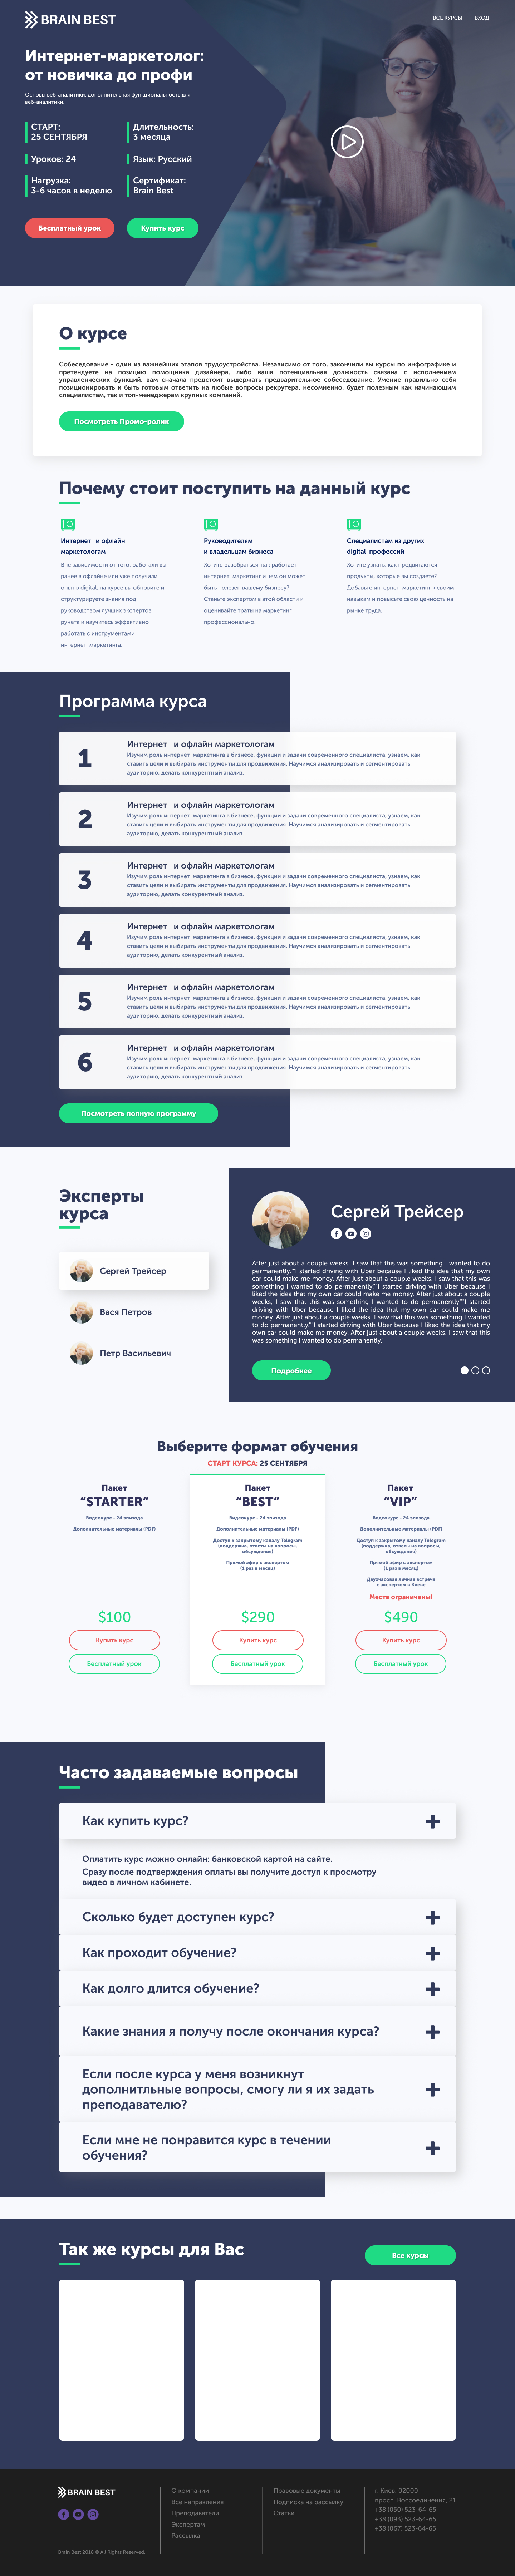 BRAIN BEST
ВСЕ КУРСЫ
ВХОД
Интернет-маркетолог:
от новичка до профи
Основы веб-аналитики, дополнительная функциональность для
веб-аналитики.
СТАРТ:
25 СЕНТЯБРЯ
Длительность:
3 месяца
Уроков: 24
Язык: Русский
Нагрузка:
3-6 часов в неделю
Сертификат:
Brain Best
Бесплатный урок
Купить курс
О курсе
Собеседование - один из важнейших этапов трудоустройства. Независимо от того, закончили вы курсы по инфографике и
претендуете на позицию помощника дизайнера, либо ваша потенциальная должность связана с исполнением
управленческих функций, вам сначала предстоит выдержать предварительное собеседование. Умение правильно себя
позиционировать и быть готовым ответить на любые вопросы рекрутера, несомненно, будет полезным как начинающим
специалистам, так и топ-менеджерам крупных компаний.
Посмотреть Промо-ролик
Почему стоит поступить на данный курс
Интернет и офлайн
маркетологам
Вне зависимости от того, работали вы
ранее в офлайне или уже получили
опыт в digital, на курсе вы обновите и
структурируете знания под
руководством лучших экспертов
рунета и научитесь эффективно
работать с инструментами
интернет маркетинга.
Руководителям
и владельцам бизнеса
Хотите разобраться, как работает
интернет маркетинг и чем он может
быть полезен вашему бизнесу?
Станьте экспертом в этой области и
оценивайте траты на маркетинг
профессионально.
Специалистам из других
digital профессий
Хотите узнать, как продвигаются
продукты, которые вы создаете?
Добавьте интернет маркетинг к своим
навыкам и повысьте свою ценность на
рынке труда.
Программа курса
1
Интернет и офлайн маркетологам
Изучим роль интернет маркетинга в бизнесе, функции и задачи современного специалиста, узнаем, как
ставить цели и выбирать инструменты для продвижения. Научимся анализировать и сегментировать
аудиторию, делать конкурентный анализ.
2
Интернет и офлайн маркетологам
Изучим роль интернет маркетинга в бизнесе, функции и задачи современного специалиста, узнаем, как
ставить цели и выбирать инструменты для продвижения. Научимся анализировать и сегментировать
аудиторию, делать конкурентный анализ.
3
Интернет и офлайн маркетологам
Изучим роль интернет маркетинга в бизнесе, функции и задачи современного специалиста, узнаем, как
ставить цели и выбирать инструменты для продвижения. Научимся анализировать и сегментировать
аудиторию, делать конкурентный анализ.
4
Интернет и офлайн маркетологам
Изучим роль интернет маркетинга в бизнесе, функции и задачи современного специалиста, узнаем, как
ставить цели и выбирать инструменты для продвижения. Научимся анализировать и сегментировать
аудиторию, делать конкурентный анализ.
5
Интернет и офлайн маркетологам
Изучим роль интернет маркетинга в бизнесе, функции и задачи современного специалиста, узнаем, как
ставить цели и выбирать инструменты для продвижения. Научимся анализировать и сегментировать
аудиторию, делать конкурентный анализ.
6
Интернет и офлайн маркетологам
Изучим роль интернет маркетинга в бизнесе, функции и задачи современного специалиста, узнаем, как
ставить цели и выбирать инструменты для продвижения. Научимся анализировать и сегментировать
аудиторию, делать конкурентный анализ.
Посмотреть полную программу
Эксперты
курса
Сергей Трейсер
Вася Петров
Петр Васильевич
Сергей Трейсер
After just about a couple weeks, I saw that this was something I wanted to do
permanently.""I started driving with Uber because I liked the idea that my own
car could make me money. After just about a couple weeks, I saw that this was
something I wanted to do permanently.""I started driving with Uber because I
liked the idea that my own car could make me money. After just about a couple
weeks, I saw that this was something I wanted to do permanently.""I started
driving with Uber because I liked the idea that my own car could make me
money. After just about a couple weeks, I saw that this was something I wanted
to do permanently.""I started driving with Uber because I liked the idea that my
own car could make me money. After just about a couple weeks, I saw that this
was something I wanted to do permanently."
Подробнее
Выберите формат обучения
СТАРТ КУРСА: 25 СЕНТЯБРЯ
Пакет
“STARTER”
Видеокурс - 24 эпизода
Дополнительные материалы (PDF)
$100
Купить курс
Бесплатный урок
Пакет
“BEST”
Видеокурс - 24 эпизода
Дополнительные материалы (PDF)
Доступ к закрытому каналу Telegram
(поддержка, ответы на вопросы,
обсуждения)
Прямой эфир с экспертом
(1 раз в месяц)
$290
Купить курс
Бесплатный урок
Пакет
“VIP”
Видеокурс - 24 эпизода
Дополнительные материалы (PDF)
Доступ к закрытому каналу Telegram
(поддержка, ответы на вопросы,
обсуждения)
Прямой эфир с экспертом
(1 раз в месяц)
Двухчасовая личная встреча
с экспертом в Киеве
Места ограничены!
$490
Купить курс
Бесплатный урок
Часто задаваемые вопросы
Как купить курс?
Оплатить курс можно онлайн: банковской картой на сайте.
Сразу после подтверждения оплаты вы получите доступ к просмотру
видео в личном кабинете.
Сколько будет доступен курс?
Как проходит обучение?
Как долго длится обучение?
Какие знания я получу после окончания курса?
Если после курса у меня возникнут
дополнитльные вопросы, смогу ли я их задать
преподавателю?
Если мне не понравится курс в течении
обучения?
Так же курсы для Вас
Все курсы
BRAIN BEST
Brain Best 2018 © All Rights Reserved.
О компании
Все направления
Преподаватели
Экспертам
Рассылка
Правовые документы
Подписка на рассылку
Статьи
г. Киев, 02000
просп. Воссоединения, 21
+38 (050) 523-64-65
+38 (093) 523-64-65
+38 (067) 523-64-65